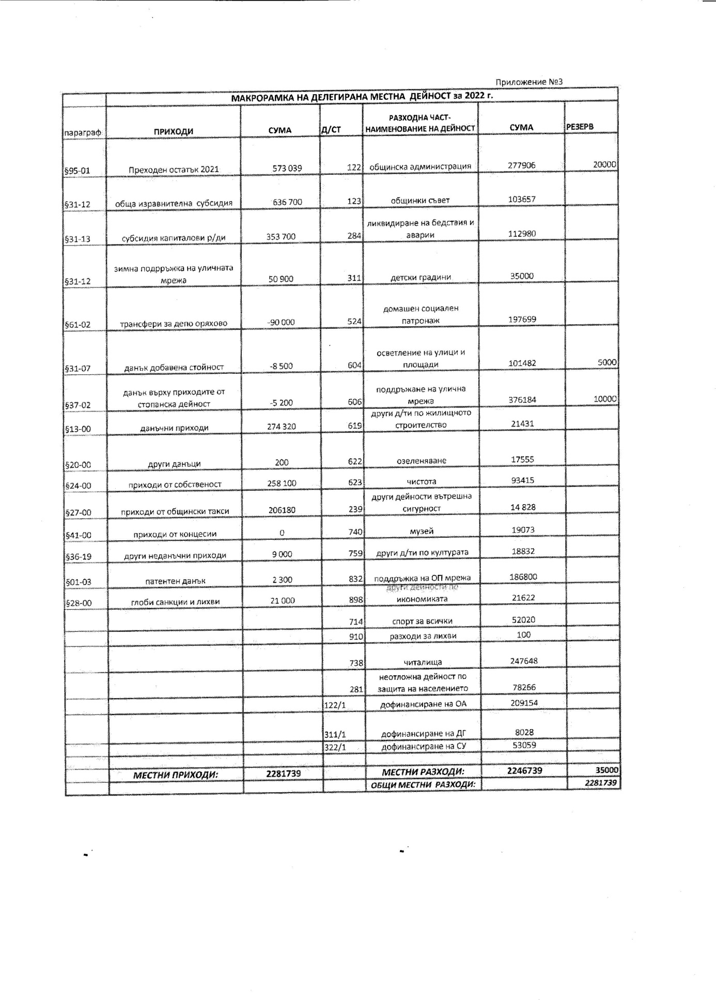 Приложение №3
МАКРОРАМКА НА ДЕЛЕГИРАНА МЕСТНА ДЕЙНОСТ за 2022 г.
параграф ПРИХОДИ СУМА Д/СТ РАЗХОДНА ЧАСТ- НАИМЕНОВАНИЕ НА ДЕЙНОСТ СУМА РЕЗЕРВ
§95-01 Преходен остатък 2021 573 039 122 общинска администрация 277906 20000
§31-12 обща изравнителна субсидия 636 700 123 общинки съвет 103657
§31-13 субсидия капиталови р/ди 353 700 284 ликвидиране на бедствия и аварии 112980
§31-12 зимна подрръжка на уличната мрежа 50 900 311 детски градини 35000
§61-02 трансфери за депо оряхово -90 000 524 домашен социален патронаж 197699
§31-07 данък добавена стойност -8 500 604 осветление на улици и площади 101482 5000
§37-02 данък върху приходите от стопанска дейност -5 200 606 поддръжане на улична мрежа 376184 10000
§13-00 данъчни приходи 274 320 619 други д/ти по жилищното строителство 21431
§20-00 други данъци 200 622 озеленяване 17555
§24-00 приходи от собственост 258 100 623 чистота 93415
§27-00 приходи от общински такси 206180 239 други дейности вътрешна сигурност 14 828
§41-00 приходи от концесии 0 740 музей 19073
§36-19 други неданъчни приходи 9 000 759 други д/ти по културата 18832
§01-03 патентен данък 2 300 832 поддръжка на ОП мрежа 186800
§28-00 глоби санкции и лихви 21 000 898 други дейности по икономиката 21622
714 спорт за всички 52020
910 разходи за лихви 100
738 читалища 247648
281 неотложна дейност по защита на населението 78266
122/1 дофинансиране на ОА 209154
311/1 дофинансиране на ДГ 8028
322/1 дофинансиране на СУ 53059
МЕСТНИ ПРИХОДИ: 2281739 МЕСТНИ РАЗХОДИ: 2246739 35000
ОБЩИ МЕСТНИ РАЗХОДИ: 2281739